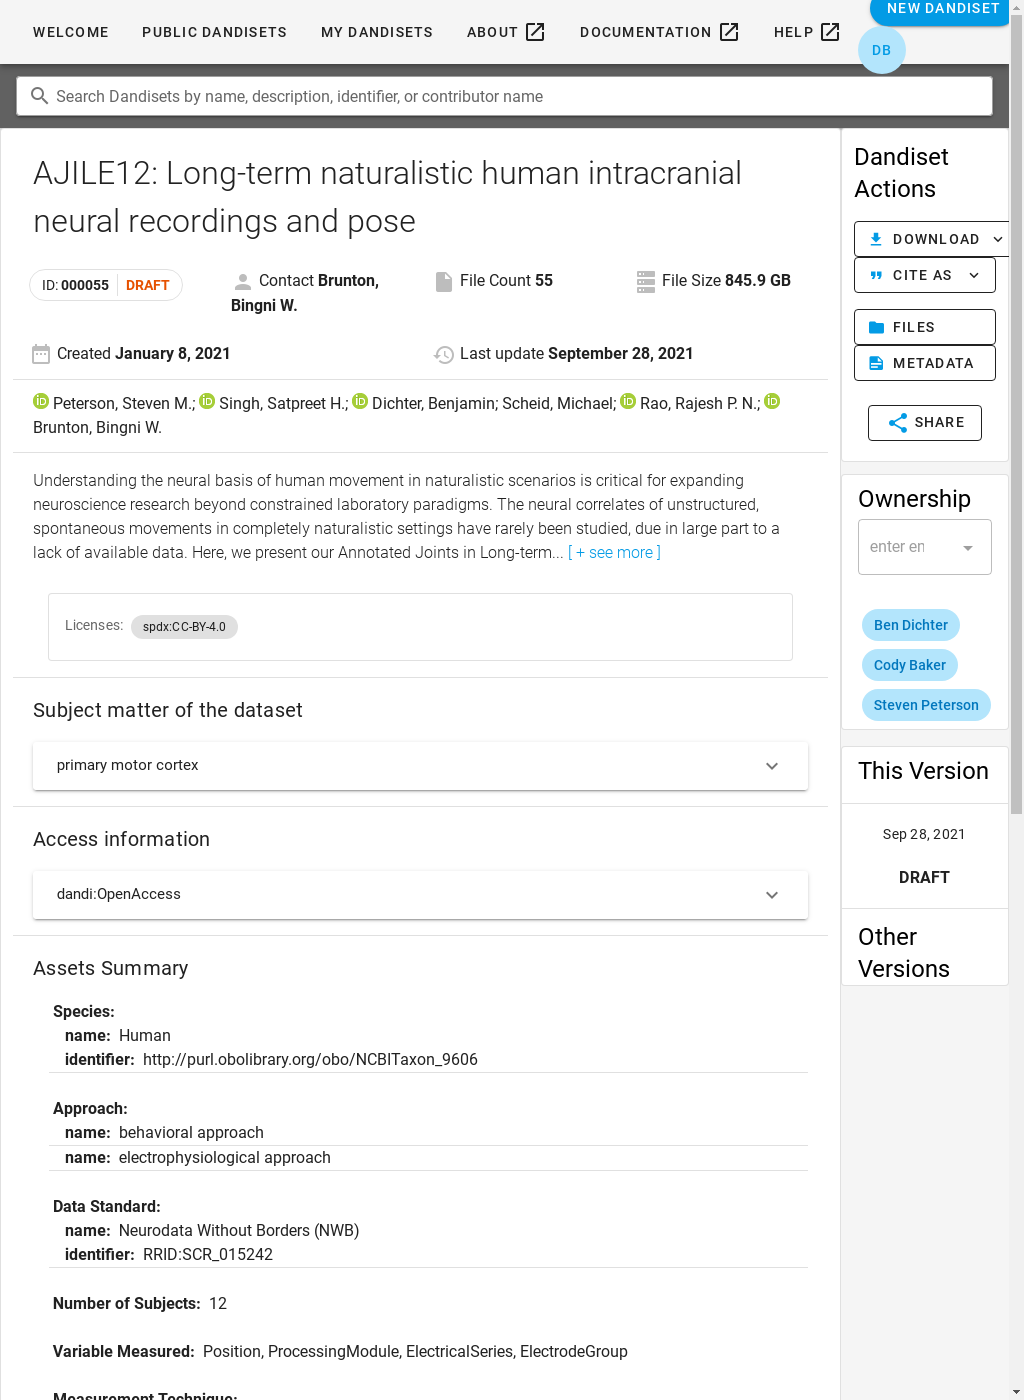 WELCOME PUBLIC DANDISETS MY DANDISETS ABOUT DOCUMENTATION HELP NEW DANDISET
DB
Search Dandisets by name, description, identifier, or contributor name
AJILE12: Long-term naturalistic human intracranial
neural recordings and pose
ID: 000055 DRAFT
Contact Brunton,
Bingni W.
File Count 55
File Size 845.9 GB
Created January 8, 2021
Last update September 28, 2021
Peterson, Steven M.; Singh, Satpreet H.; Dichter, Benjamin; Scheid, Michael; Rao, Rajesh P. N.;
Brunton, Bingni W.
Understanding the neural basis of human movement in naturalistic scenarios is critical for expanding
neuroscience research beyond constrained laboratory paradigms. The neural correlates of unstructured,
spontaneous movements in completely naturalistic settings have rarely been studied, due in large part to a
lack of available data. Here, we present our Annotated Joints in Long-term... [ + see more ]
Licenses: spdx:CC-BY-4.0
Subject matter of the dataset
primary motor cortex
Access information
dandi:OpenAccess
Assets Summary
Species:
name: Human
identifier: http://purl.obolibrary.org/obo/NCBITaxon_9606
Approach:
name: behavioral approach
name: electrophysiological approach
Data Standard:
name: Neurodata Without Borders (NWB)
identifier: RRID:SCR_015242
Number of Subjects: 12
Variable Measured: Position, ProcessingModule, ElectricalSeries, ElectrodeGroup
Measurement Technique:
Dandiset
Actions
DOWNLOAD
CITE AS
FILES
METADATA
SHARE
Ownership
enter en
Ben Dichter
Cody Baker
Steven Peterson
This Version
Sep 28, 2021
DRAFT
Other
Versions